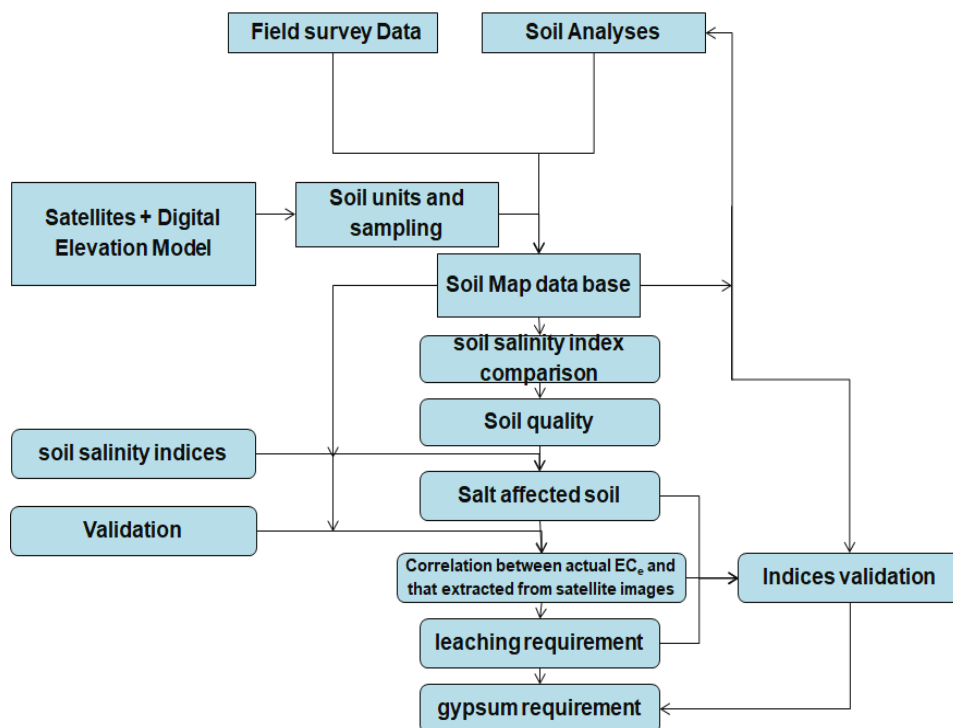 Field survey Data
Soil Analyses
Satellites + Digital
Elevation Model
Soil units and
sampling
Soil Map data base
soil salinity index
comparison
Soil quality
soil salinity indices
Salt affected soil
Validation
Correlation between actual ECₑ and
that extracted from satellite images
Indices validation
leaching requirement
gypsum requirement